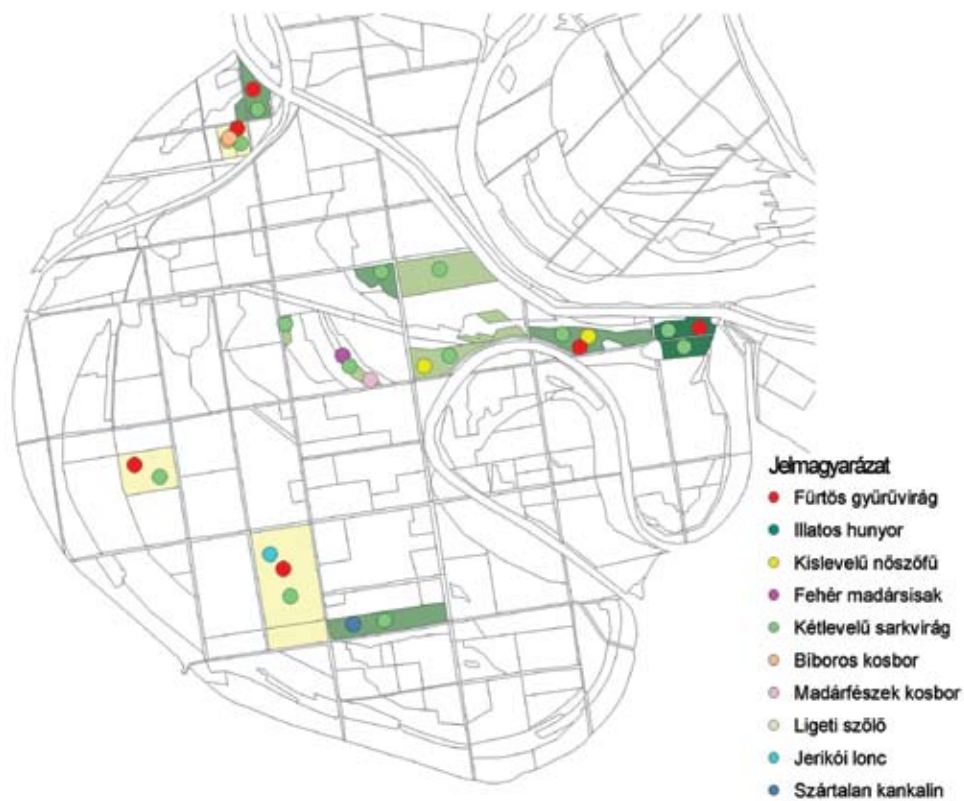 Jelmagyarázat
Fürtös gyűrűvirág
Illatos hunyor
Kislevelű nőszőfű
Fehér madársisak
Kétlevelű sarkvirág
Bíboros kosbor
Madárfészek kosbor
Ligeti szőlő
Jerikói lonc
Szártalan kankalin